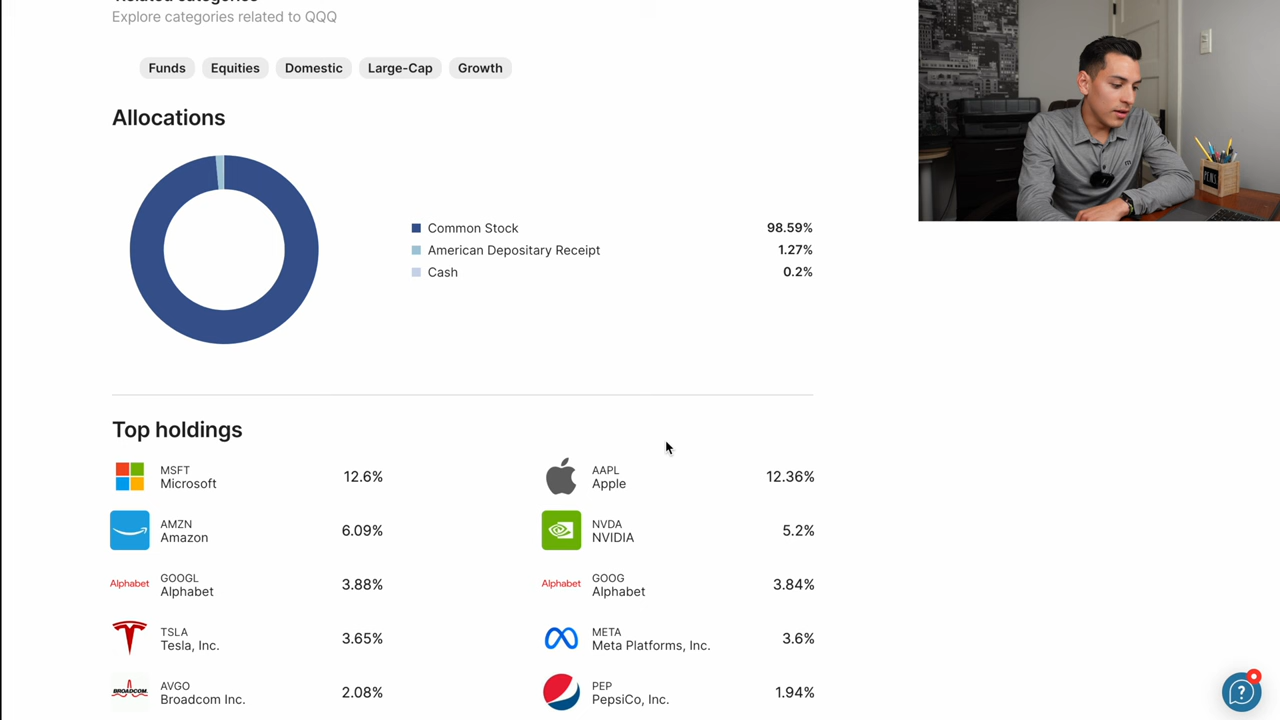 Related categories
Explore categories related to QQQ
Funds
Equities
Domestic
Large-Cap
Growth
Allocations
Common Stock 98.59%
American Depositary Receipt 1.27%
Cash 0.2%
Top holdings
MSFT
Microsoft
12.6%
AAPL
Apple
12.36%
AMZN
Amazon
6.09%
NVDA
NVIDIA
5.2%
Alphabet
GOOGL
Alphabet
3.88%
Alphabet
GOOG
Alphabet
3.84%
TSLA
Tesla, Inc.
3.65%
META
Meta Platforms, Inc.
3.6%
BROADCOM
AVGO
Broadcom Inc.
2.08%
PEP
PepsiCo, Inc.
1.94%
PENS
?